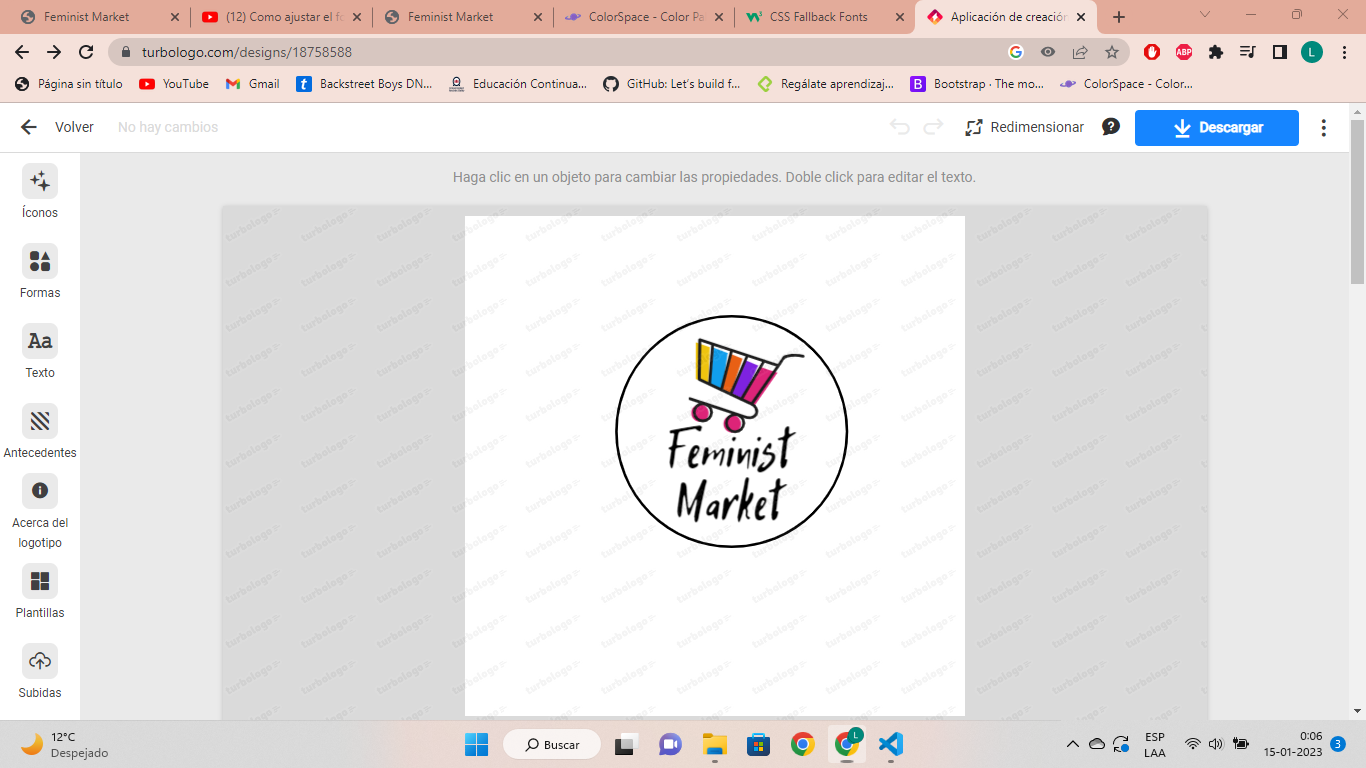 Feminist Market
(12) Como ajustar el fo
Feminist Market
ColorSpace - Color Pa
CSS Fallback Fonts
Aplicación de creación
turbologo.com/designs/18758588
ABP
L
Página sin título
YouTube
Gmail
t Backstreet Boys DN...
Educación Continua...
GitHub: Let's build f...
Regálate aprendizaj...
B Bootstrap · The mo...
ColorSpace - Color...
Volver
No hay cambios
Redimensionar
?
Descargar
Haga clic en un objeto para cambiar las propiedades. Doble click para editar el texto.
Íconos
Formas
Aa
Texto
Antecedentes
Acerca del
logotipo
Plantillas
Subidas
turbologo
Feminist
Market
12°C
Despejado
Buscar
L
ESP
LAA
0:06
15-01-2023
3